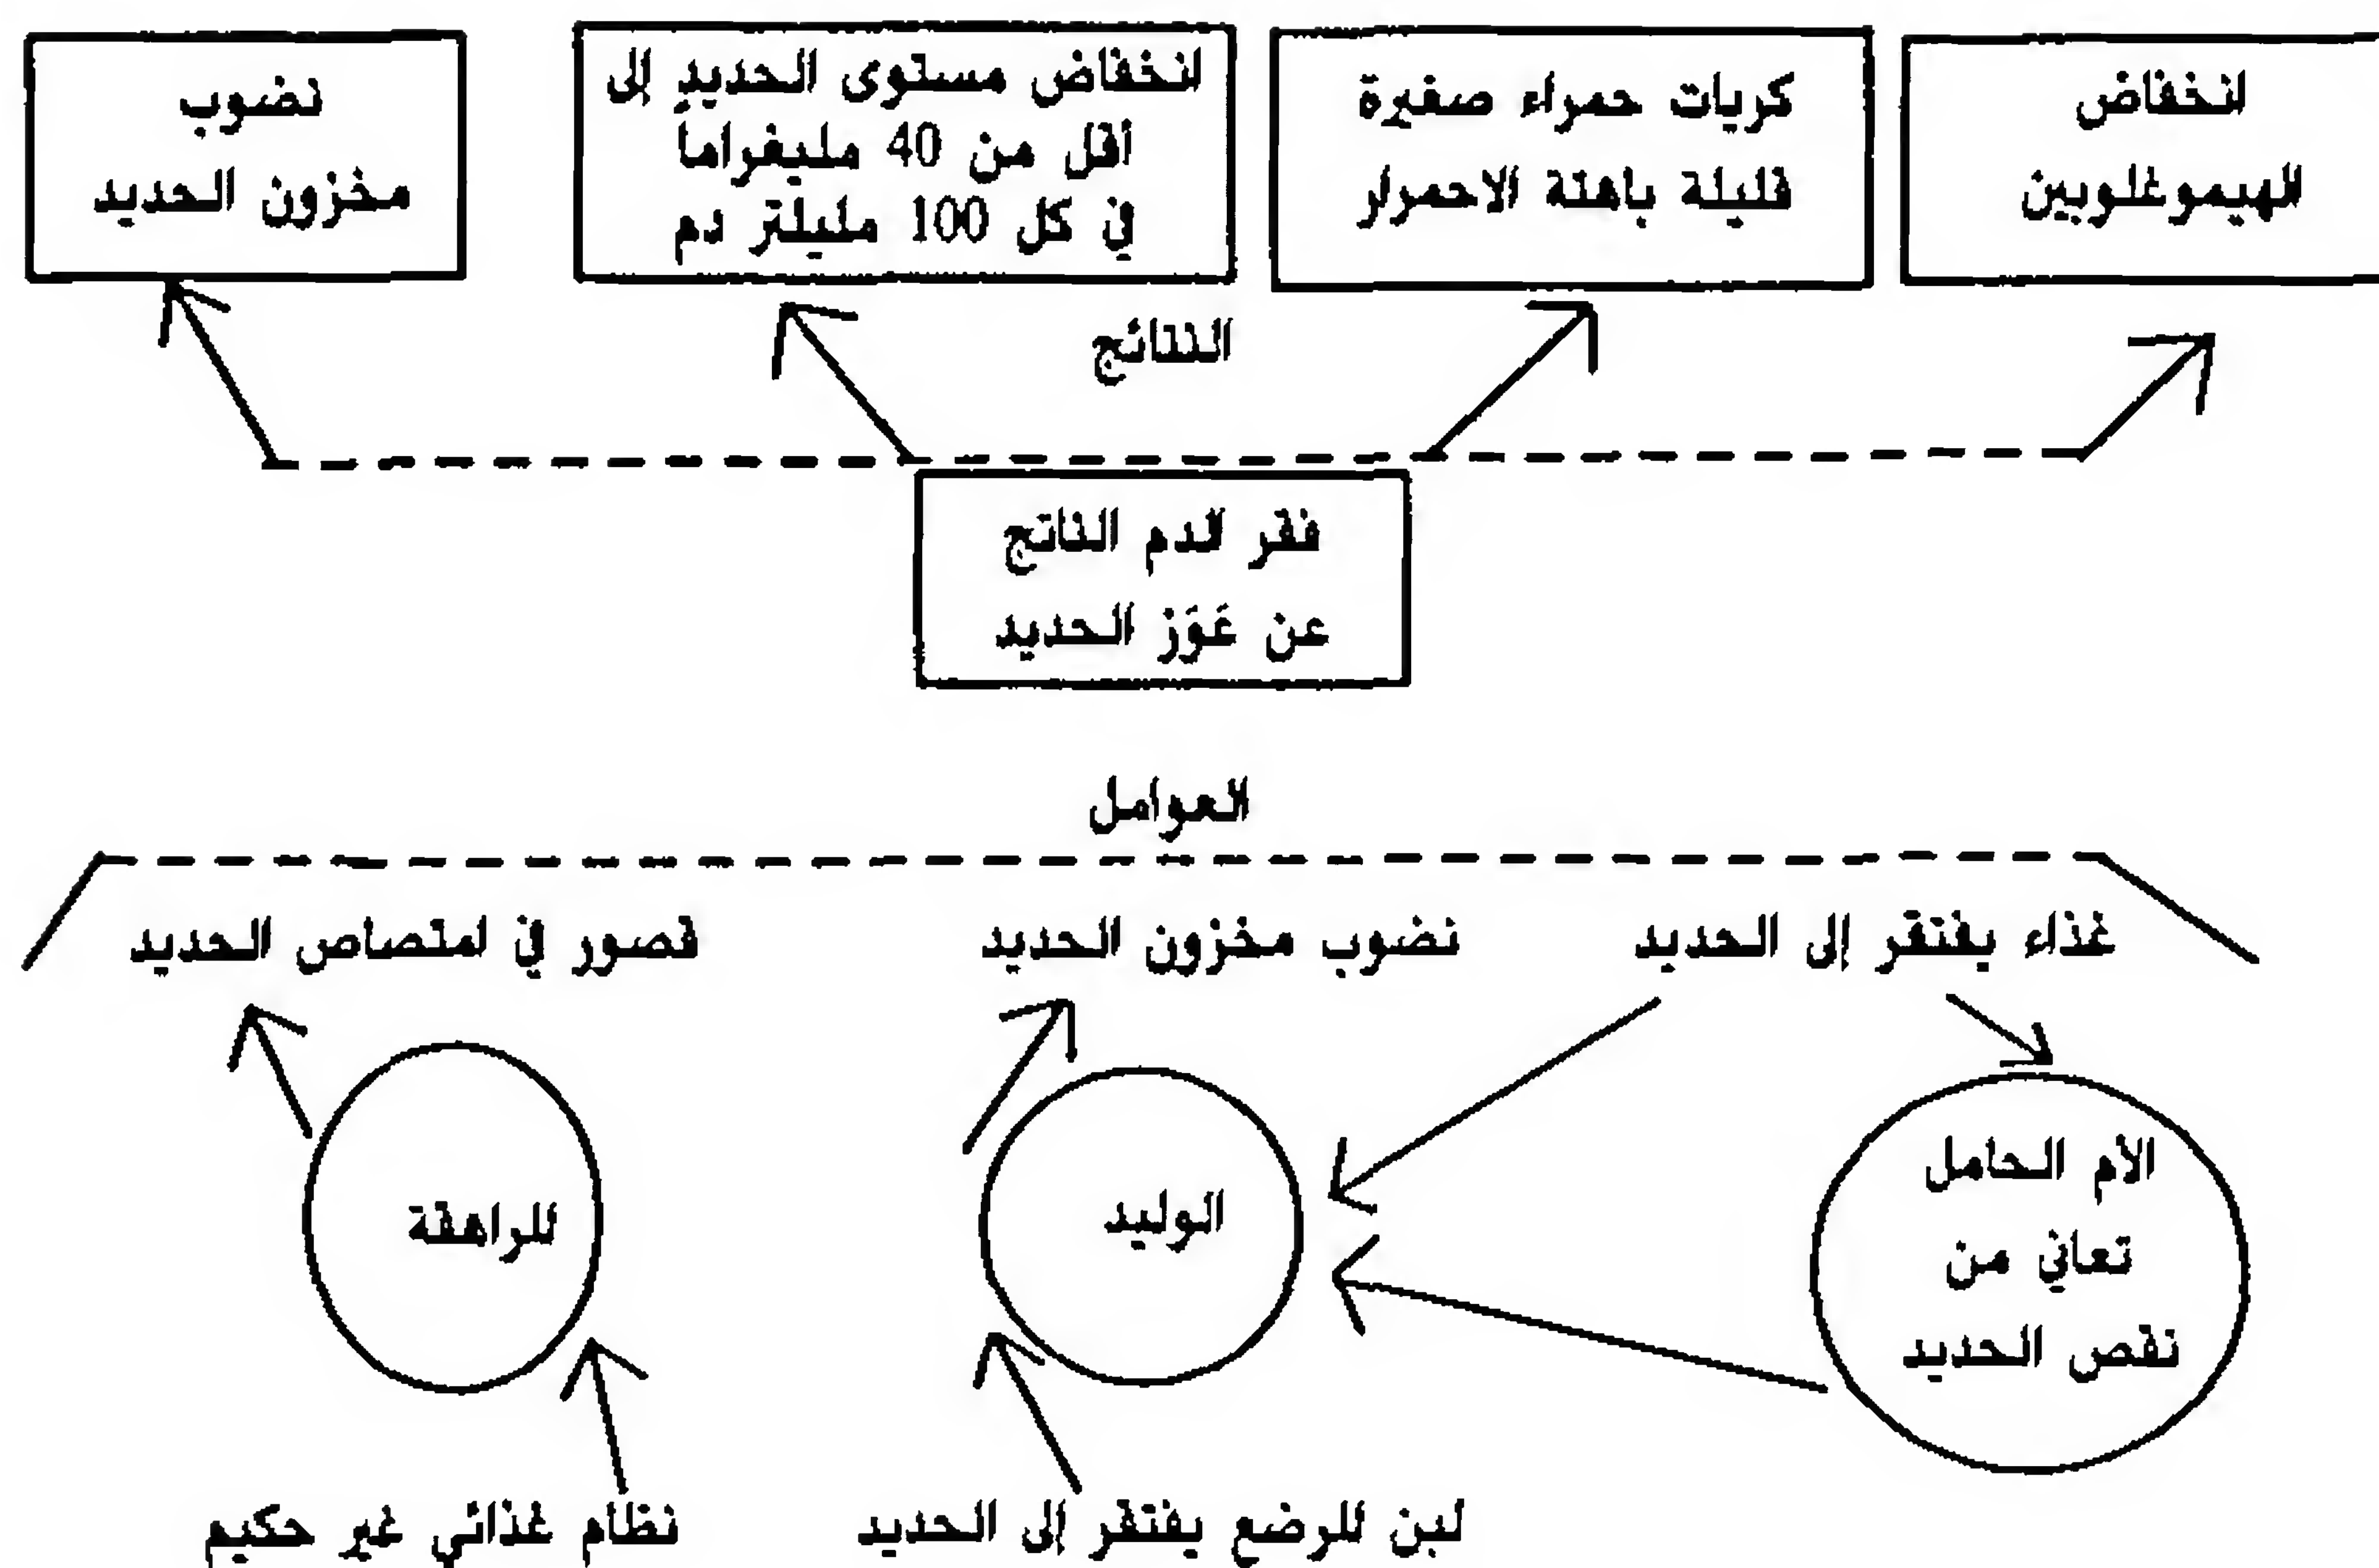 انخفاض
الهيموغلوبين
كريات حمراء صغيرة
قليلة باهتة الاحمرار
انخفاض مستوى الحديد إلى
أقل من 40 مليغراماً
في كل 100 مليلتر دم
نضوب
مخزون الحديد
النتائج
فقر الدم الناتج
عن عَوَز الحديد
العوامل
غذاء يفتقر إلى الحديد
نضوب مخزون الحديد
قصور في امتصاص الحديد
الأم الحامل
تعاني من
نقص الحديد
الوليد
المراهقة
لبن الرضع يفتقر إلى الحديد
نظام غذائي غير حكيم